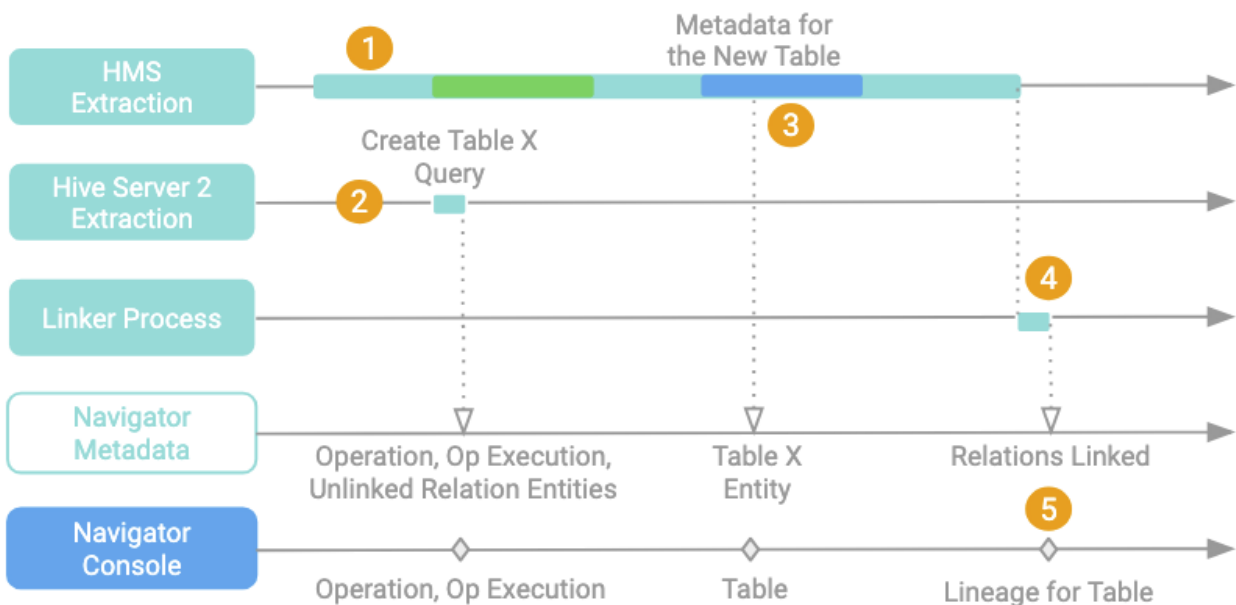 1
Metadata for
the New Table
HMS
Extraction
3
Create Table X
Query
Hive Server 2
Extraction
2
4
Linker Process
Navigator
Metadata
Operation, Op Execution,
Unlinked Relation Entities
Table X
Entity
Relations Linked
5
Navigator
Console
Operation, Op Execution
Table
Lineage for Table